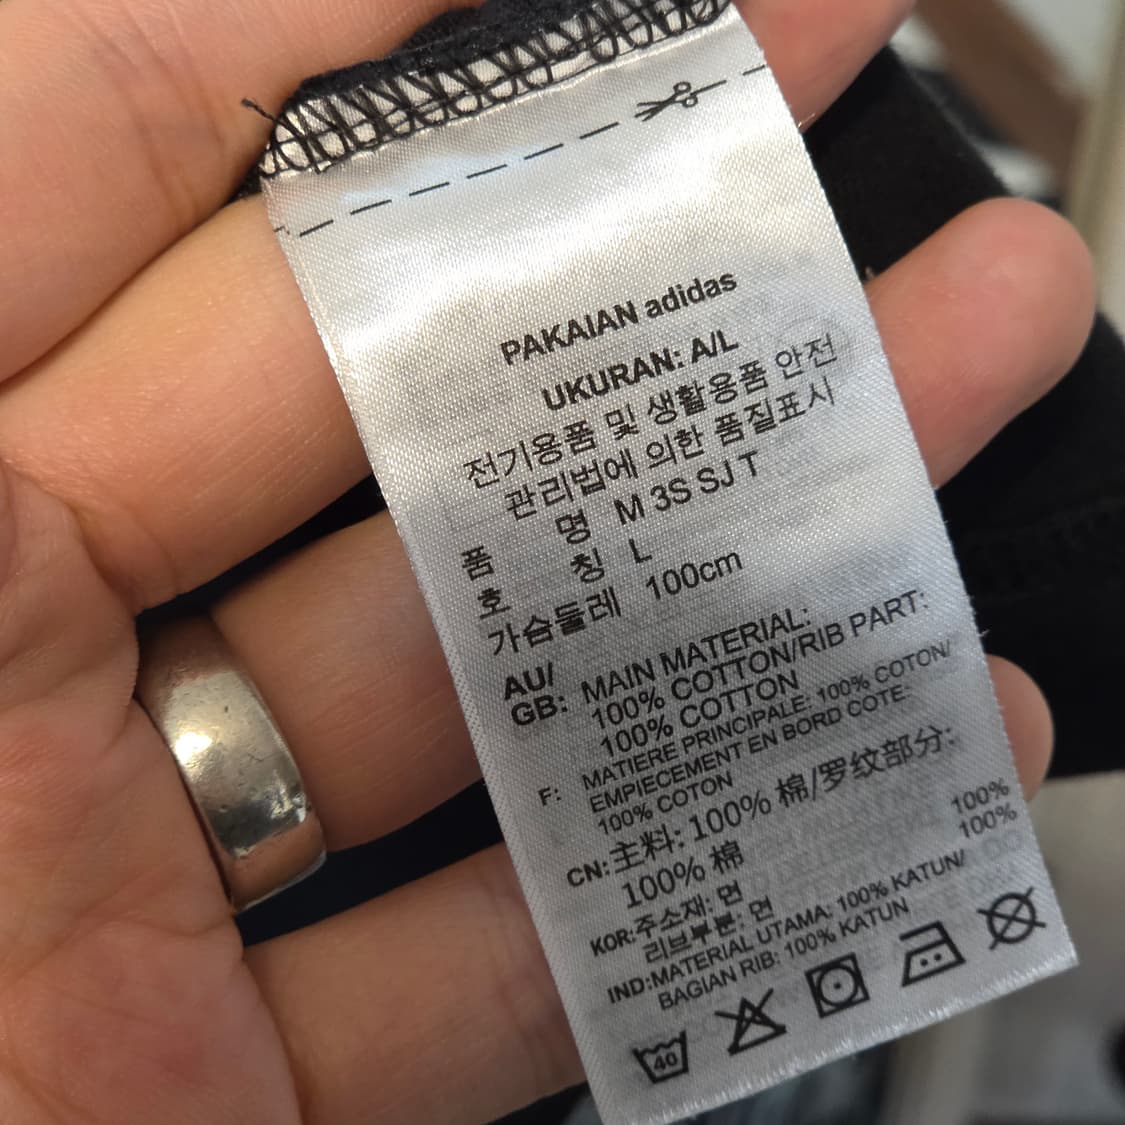 PAKAIAN adidas
UKURAN: A/L
전기용품 및 생활용품 안전
관리법에 의한 품질표시
품 명 M 3S SJ T
호 칭 L
가슴둘레 100cm
AU/
GB: MAIN MATERIAL:
100% COTTON/RIB PART:
100% COTTON
F: MATIERE PRINCIPALE: 100% COTON/
EMPIECEMENT EN BORD COTE:
100% COTON
CN: 主料: 100% 棉/罗纹部分:
100% 棉
KOR: 주소재: 면 100%
리브부분: 면 100%
IND: MATERIAL UTAMA: 100% KATUN/
BAGIAN RIB: 100% KATUN
40